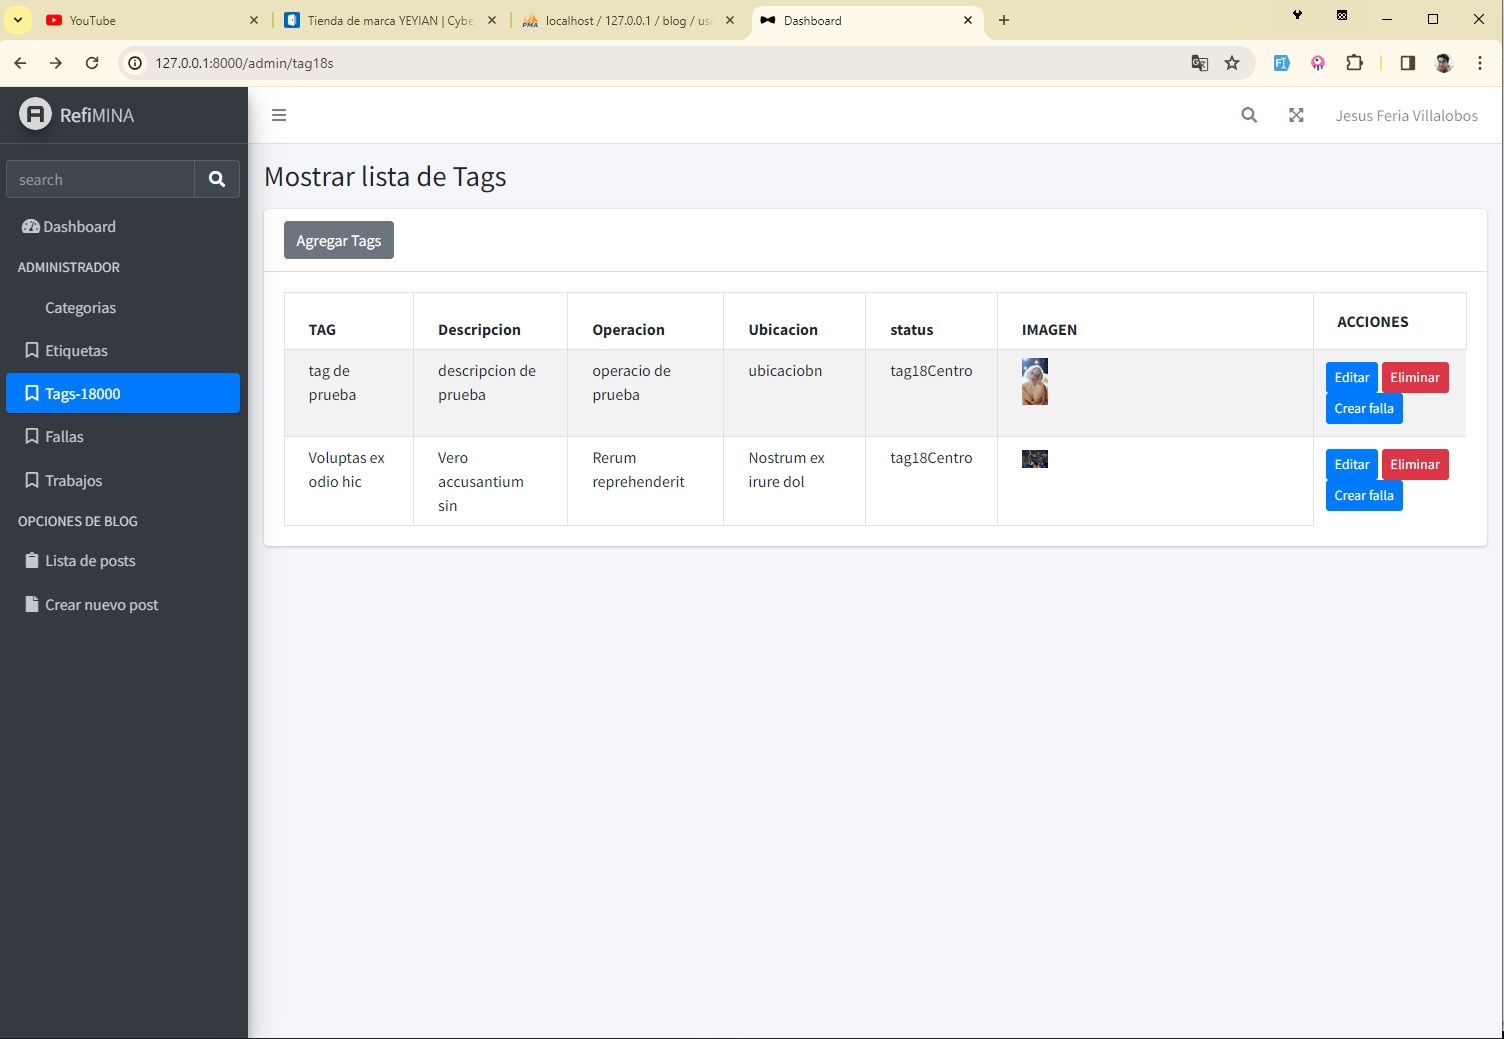 YouTube
Tienda de marca YEYIAN | Cybe
localhost / 127.0.0.1 / blog / us
Dashboard
127.0.0.1:8000/admin/tag18s
RefiMINA
Jesus Feria Villalobos
search
Mostrar lista de Tags
Dashboard
Agregar Tags
ADMINISTRADOR
Categorias
Etiquetas
Tags-18000
Fallas
Trabajos
OPCIONES DE BLOG
Lista de posts
Crear nuevo post
TAG Descripcion Operacion Ubicacion status IMAGEN ACCIONES
tag de descripcion de operacio de ubicaciobn tag18Centro Editar Eliminar
prueba prueba prueba Crear falla
Voluptas ex Vero Rerum Nostrum ex tag18Centro Editar Eliminar
odio hic accusantium reprehenderit irure dol Crear falla
sin